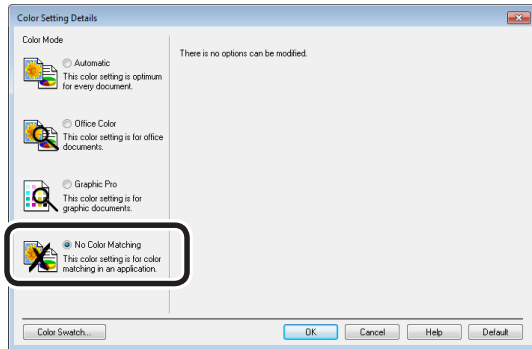 Color Setting Details
Color Mode
There is no options can be modified.
Automatic
This color setting is optimum
for every document.
Office Color
This color setting is for office
documents.
Graphic Pro
This color setting is for
graphic documents.
No Color Matching
This color setting is for color
matching in an application.
Color Swatch...
OK
Cancel
Help
Default